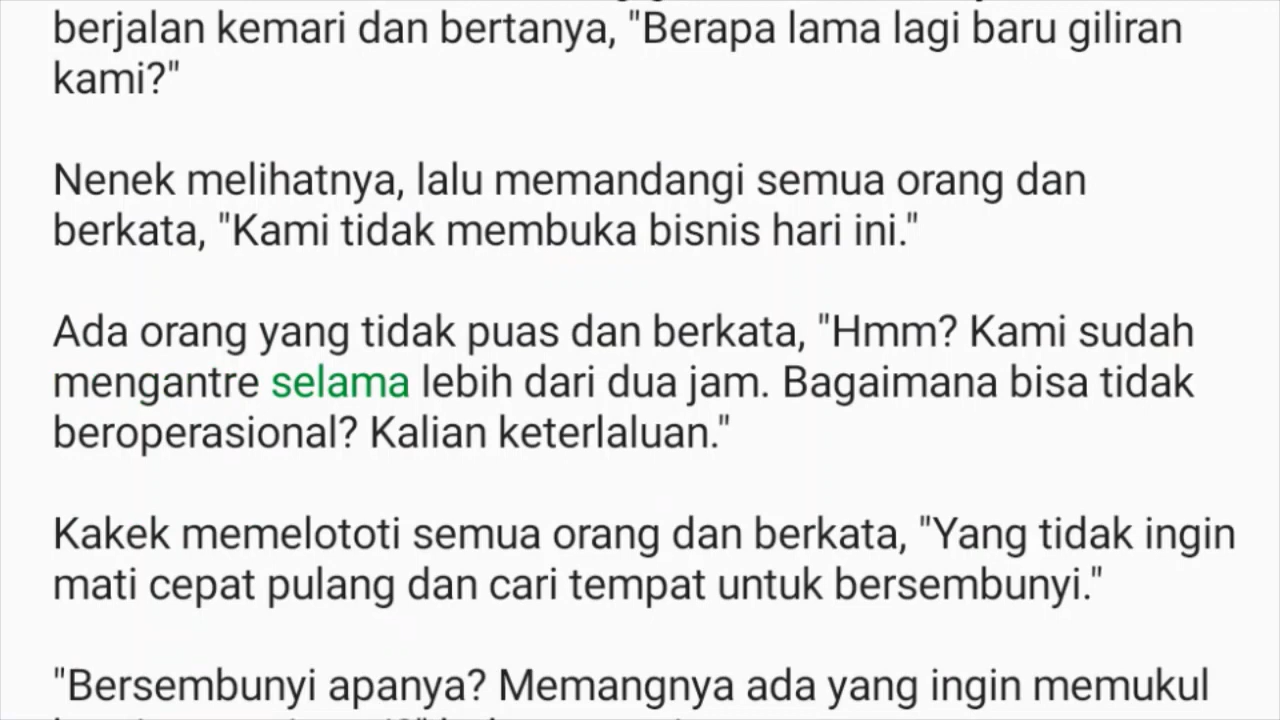 berjalan kemari dan bertanya, "Berapa lama lagi baru giliran
kami?"
Nenek melihatnya, lalu memandangi semua orang dan
berkata, "Kami tidak membuka bisnis hari ini."
Ada orang yang tidak puas dan berkata, "Hmm? Kami sudah
mengantre selama lebih dari dua jam. Bagaimana bisa tidak
beroperasional? Kalian keterlaluan."
Kakek memelototi semua orang dan berkata, "Yang tidak ingin
mati cepat pulang dan cari tempat untuk bersembunyi."
"Bersembunyi apanya? Memangnya ada yang ingin memukul